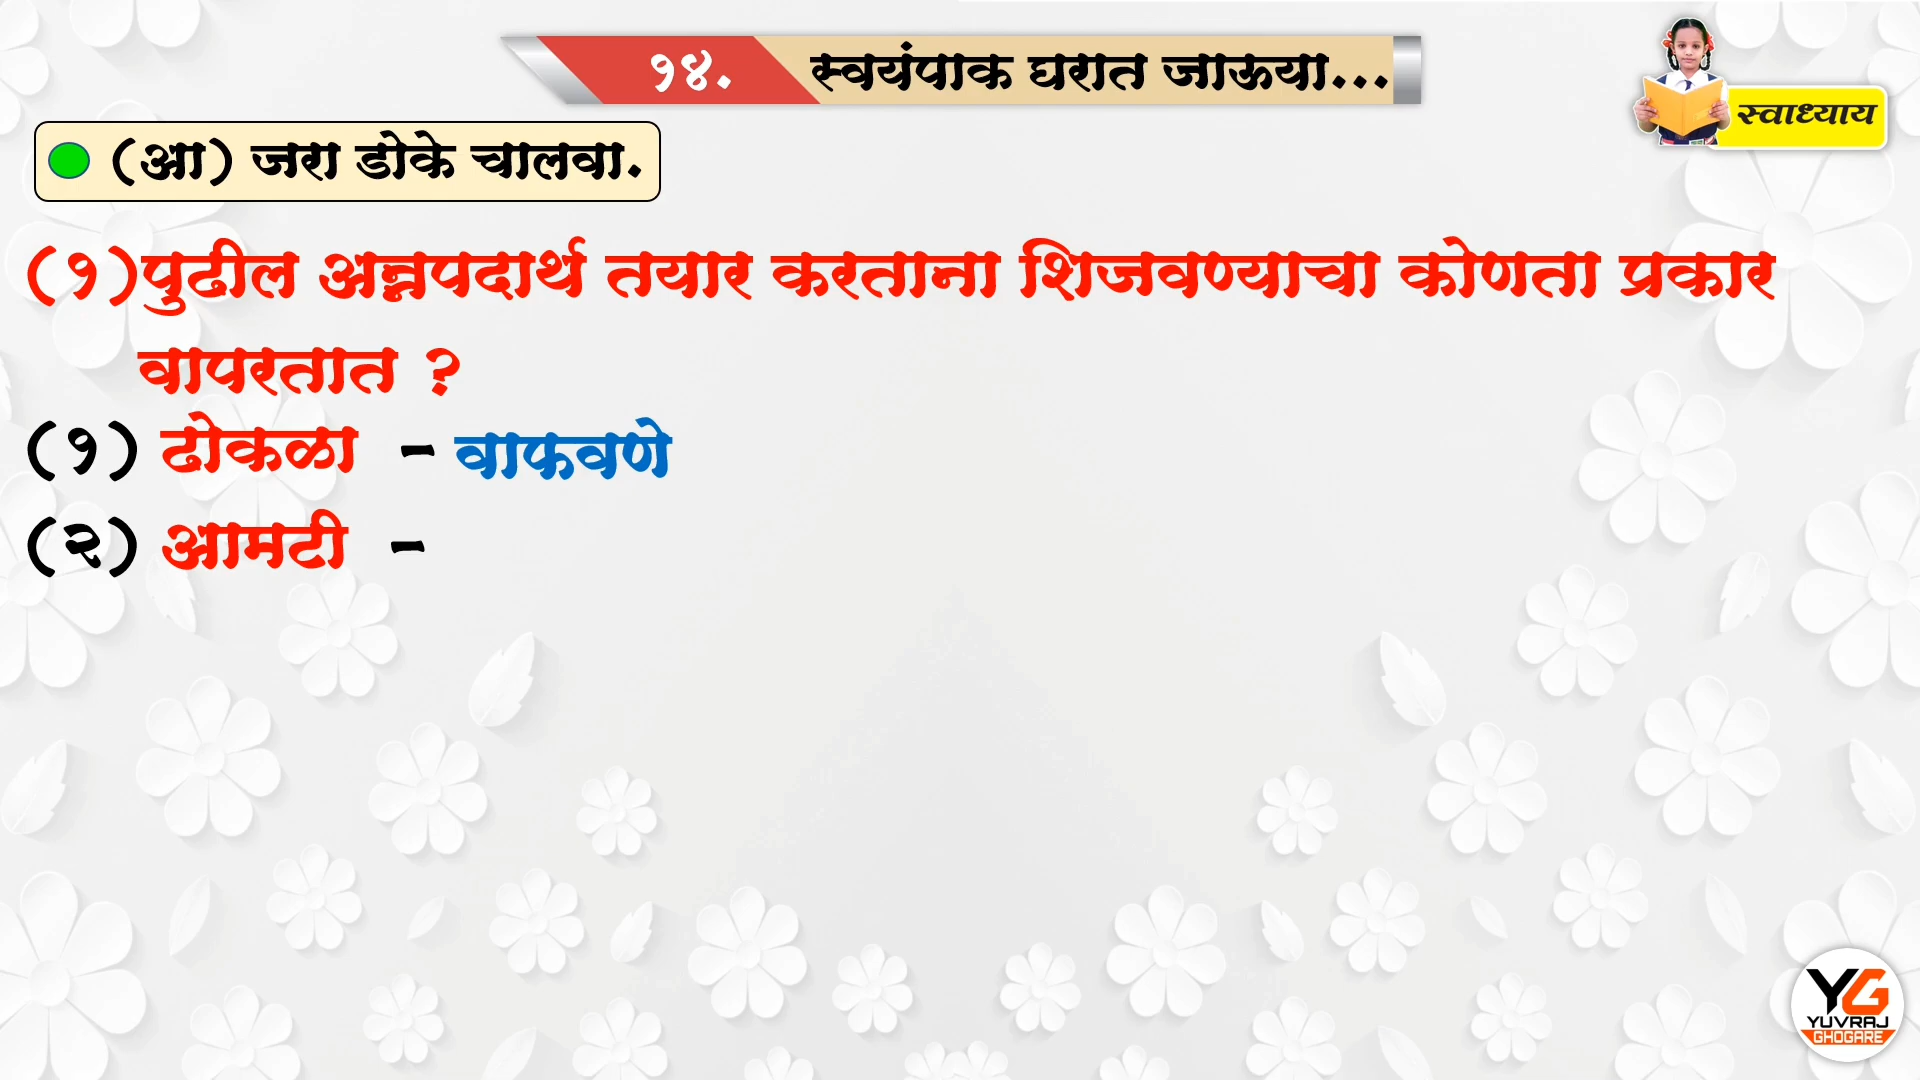 १४. स्वयंपाक घरात जाऊया...
स्वाध्याय
(आ) जरा डोके चालवा.
(१)पुढील अन्नपदार्थ तयार करताना शिजवण्याचा कोणता प्रकार
वापरतात ?
(१) ढोकळा - वाफवणे
(२) आमटी -
YG
YUVRAJ
GHOGARE